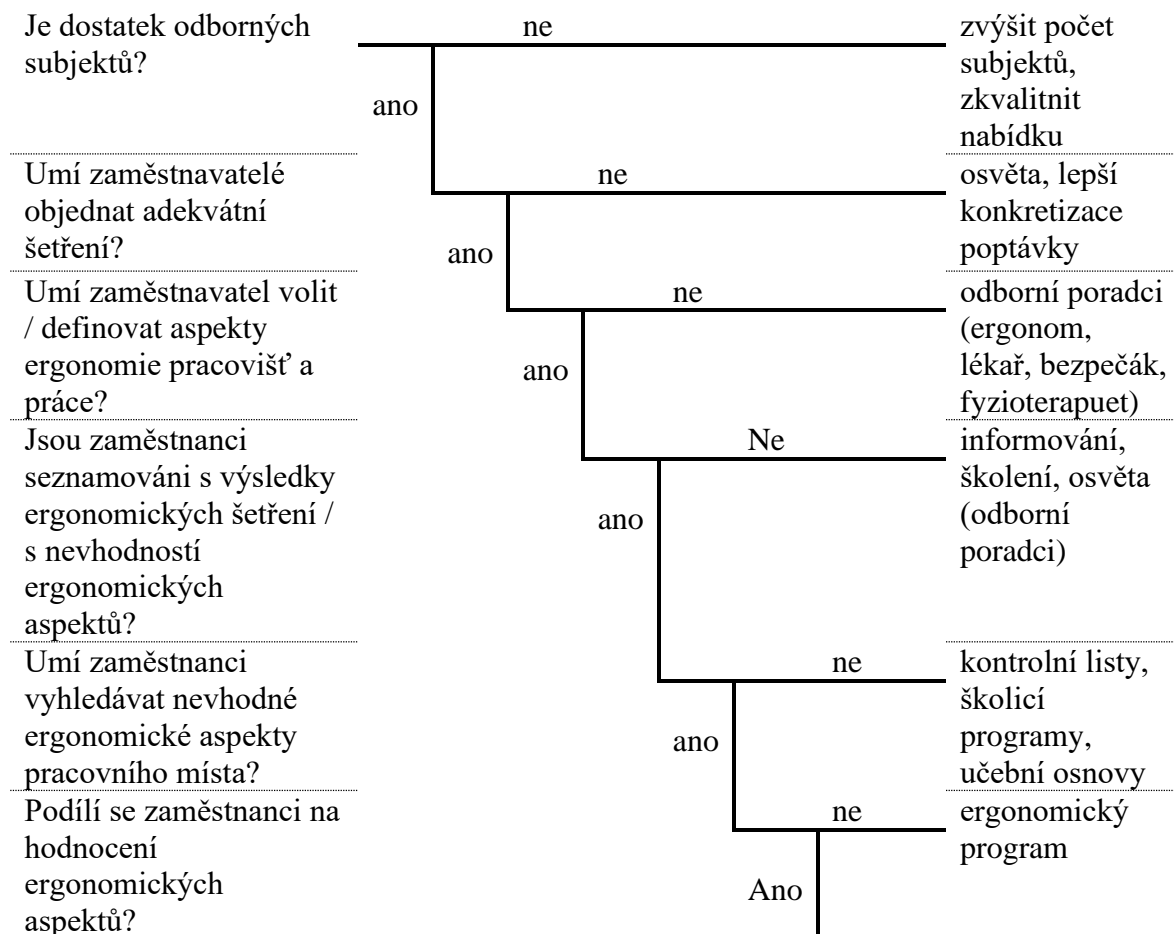 Je dostatek odborných
subjektů?
ne
zvýšit počet
subjektů,
zkvalitnit
nabídku
ano
Umí zaměstnavatelé
objednat adekvátní
šetření?
ne
osvěta, lepší
konkretizace
poptávky
ano
Umí zaměstnavatel volit
/ definovat aspekty
ergonomie pracovišť a
práce?
ne
odborní poradci
(ergonom,
lékař, bezpečák,
fyzioterapuet)
ano
Jsou zaměstnanci
seznamováni s výsledky
ergonomických šetření /
s nevhodností
ergonomických
aspektů?
Ne
informování,
školení, osvěta
(odborní
poradci)
ano
Umí zaměstnanci
vyhledávat nevhodné
ergonomické aspekty
pracovního místa?
ne
kontrolní listy,
školicí
programy,
učební osnovy
ano
Podílí se zaměstnanci na
hodnocení
ergonomických
aspektů?
ne
ergonomický
program
Ano